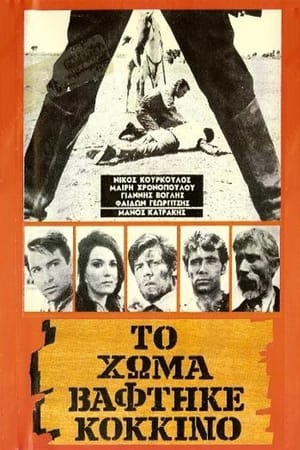 ΝΙΚΟΣ ΚΟΥΡΚΟΥΛΟΣ
ΜΑΙΡΗ ΧΡΟΝΟΠΟΥΛΟΥ
ΓΙΑΝΝΗΣ ΒΟΓΛΗΣ
ΦΑΙΔΩΝ ΓΕΩΡΓΙΤΣΗΣ
ΜΑΝΟΣ ΚΑΤΡΑΚΗΣ
ΤΟ
ΧΩΜΑ
ΒΑΦΤΗΚΕ
ΚΟΚΚΙΝΟ